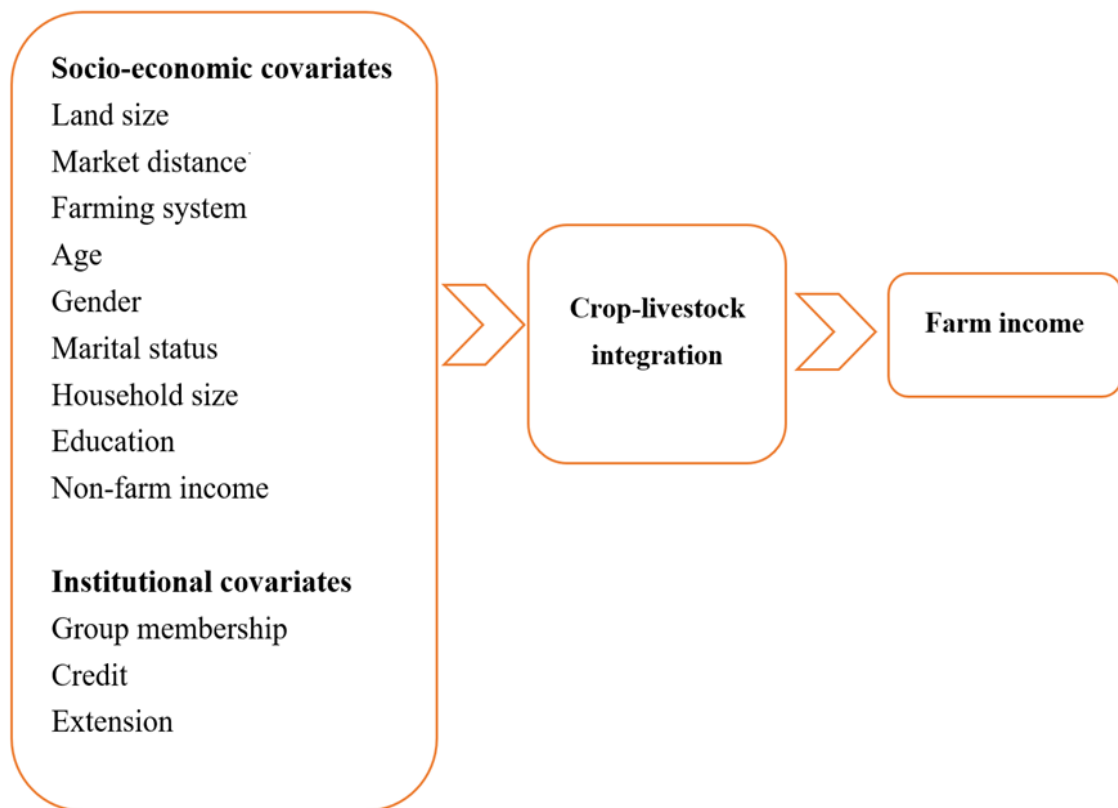 Socio-economic covariates
Land size
Market distance
Farming system
Age
Gender
Marital status
Household size
Education
Non-farm income
Institutional covariates
Group membership
Credit
Extension
Crop-livestock
integration
Farm income